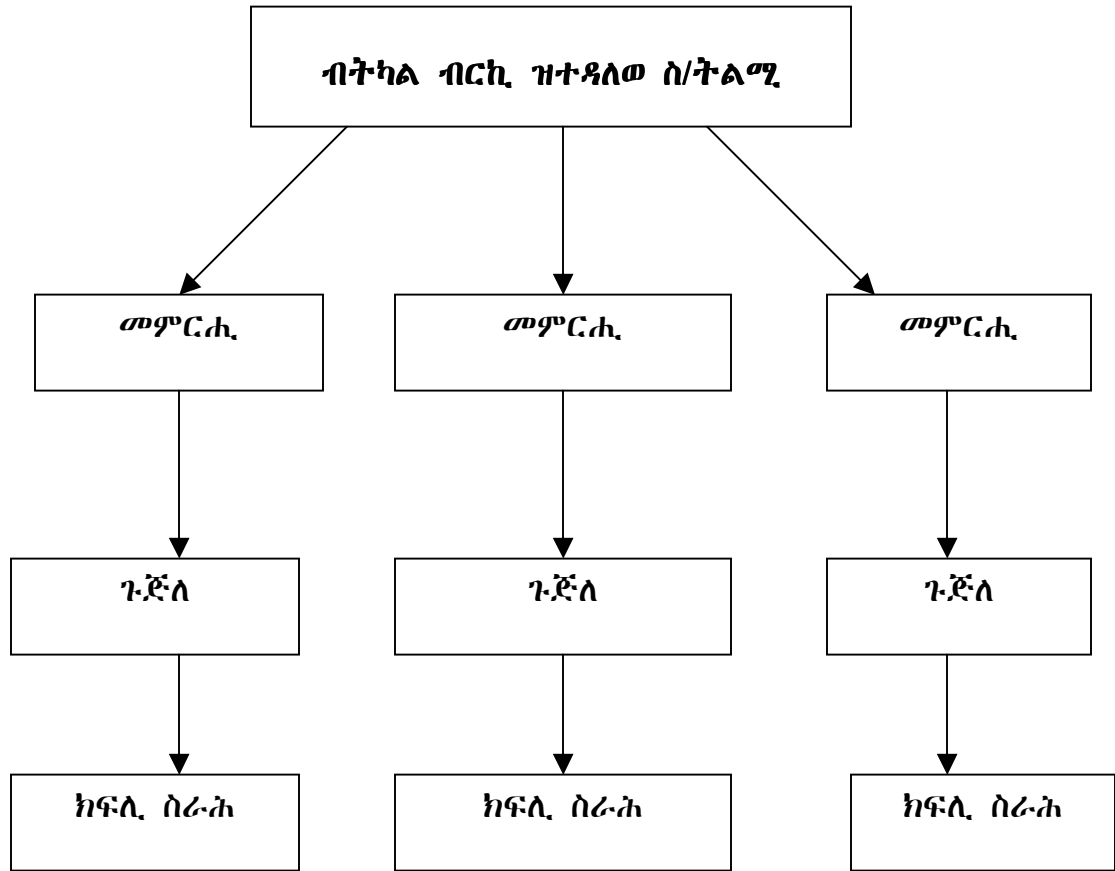 ብትካል ብርኪ ዝተዳለወ ስ/ትልሚ
መምርሒ መምርሒ መምርሒ
ጉጅለ ጉጅለ ጉጅለ
ክፍሊ ስራሕ ክፍሊ ስራሕ ክፍሊ ስራሕ